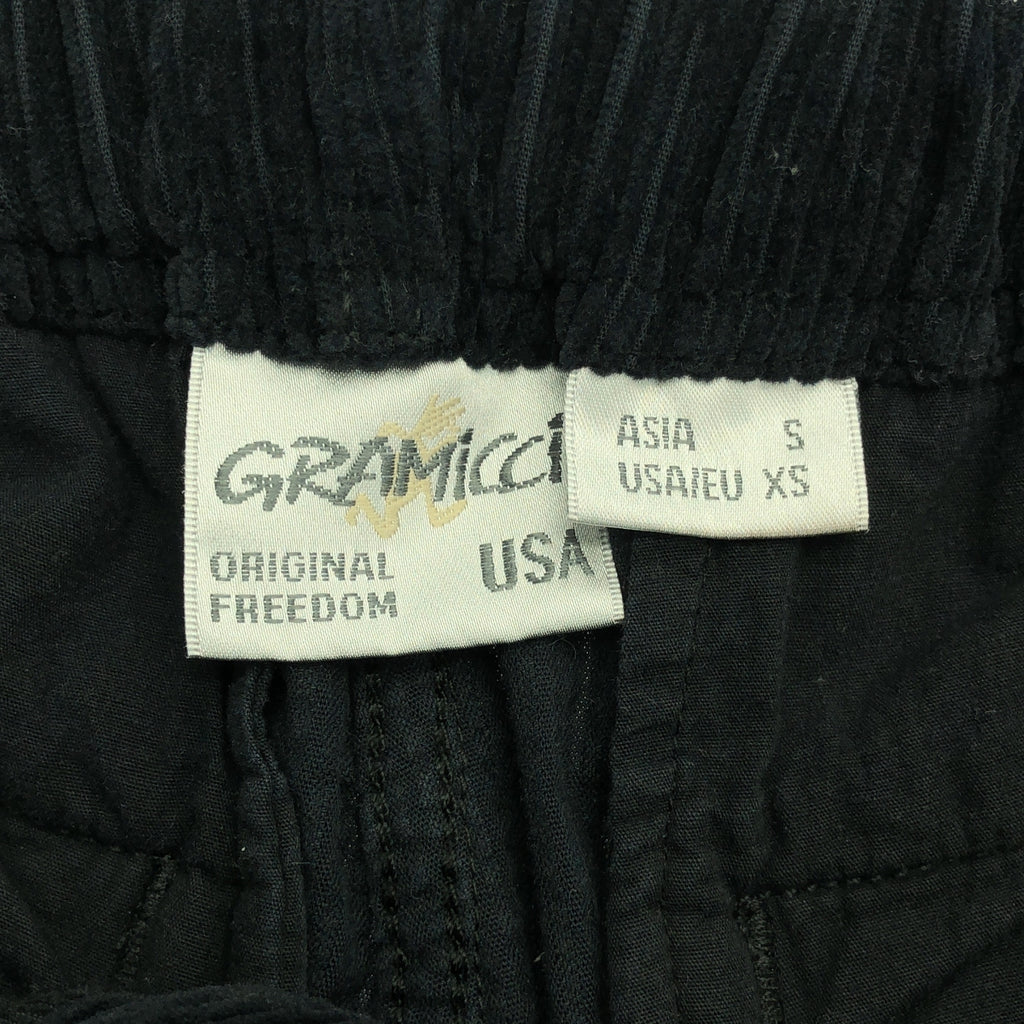 GRAMiCCi
ORIGINAL
FREEDOM
USA
ASIA S
USA/EU XS